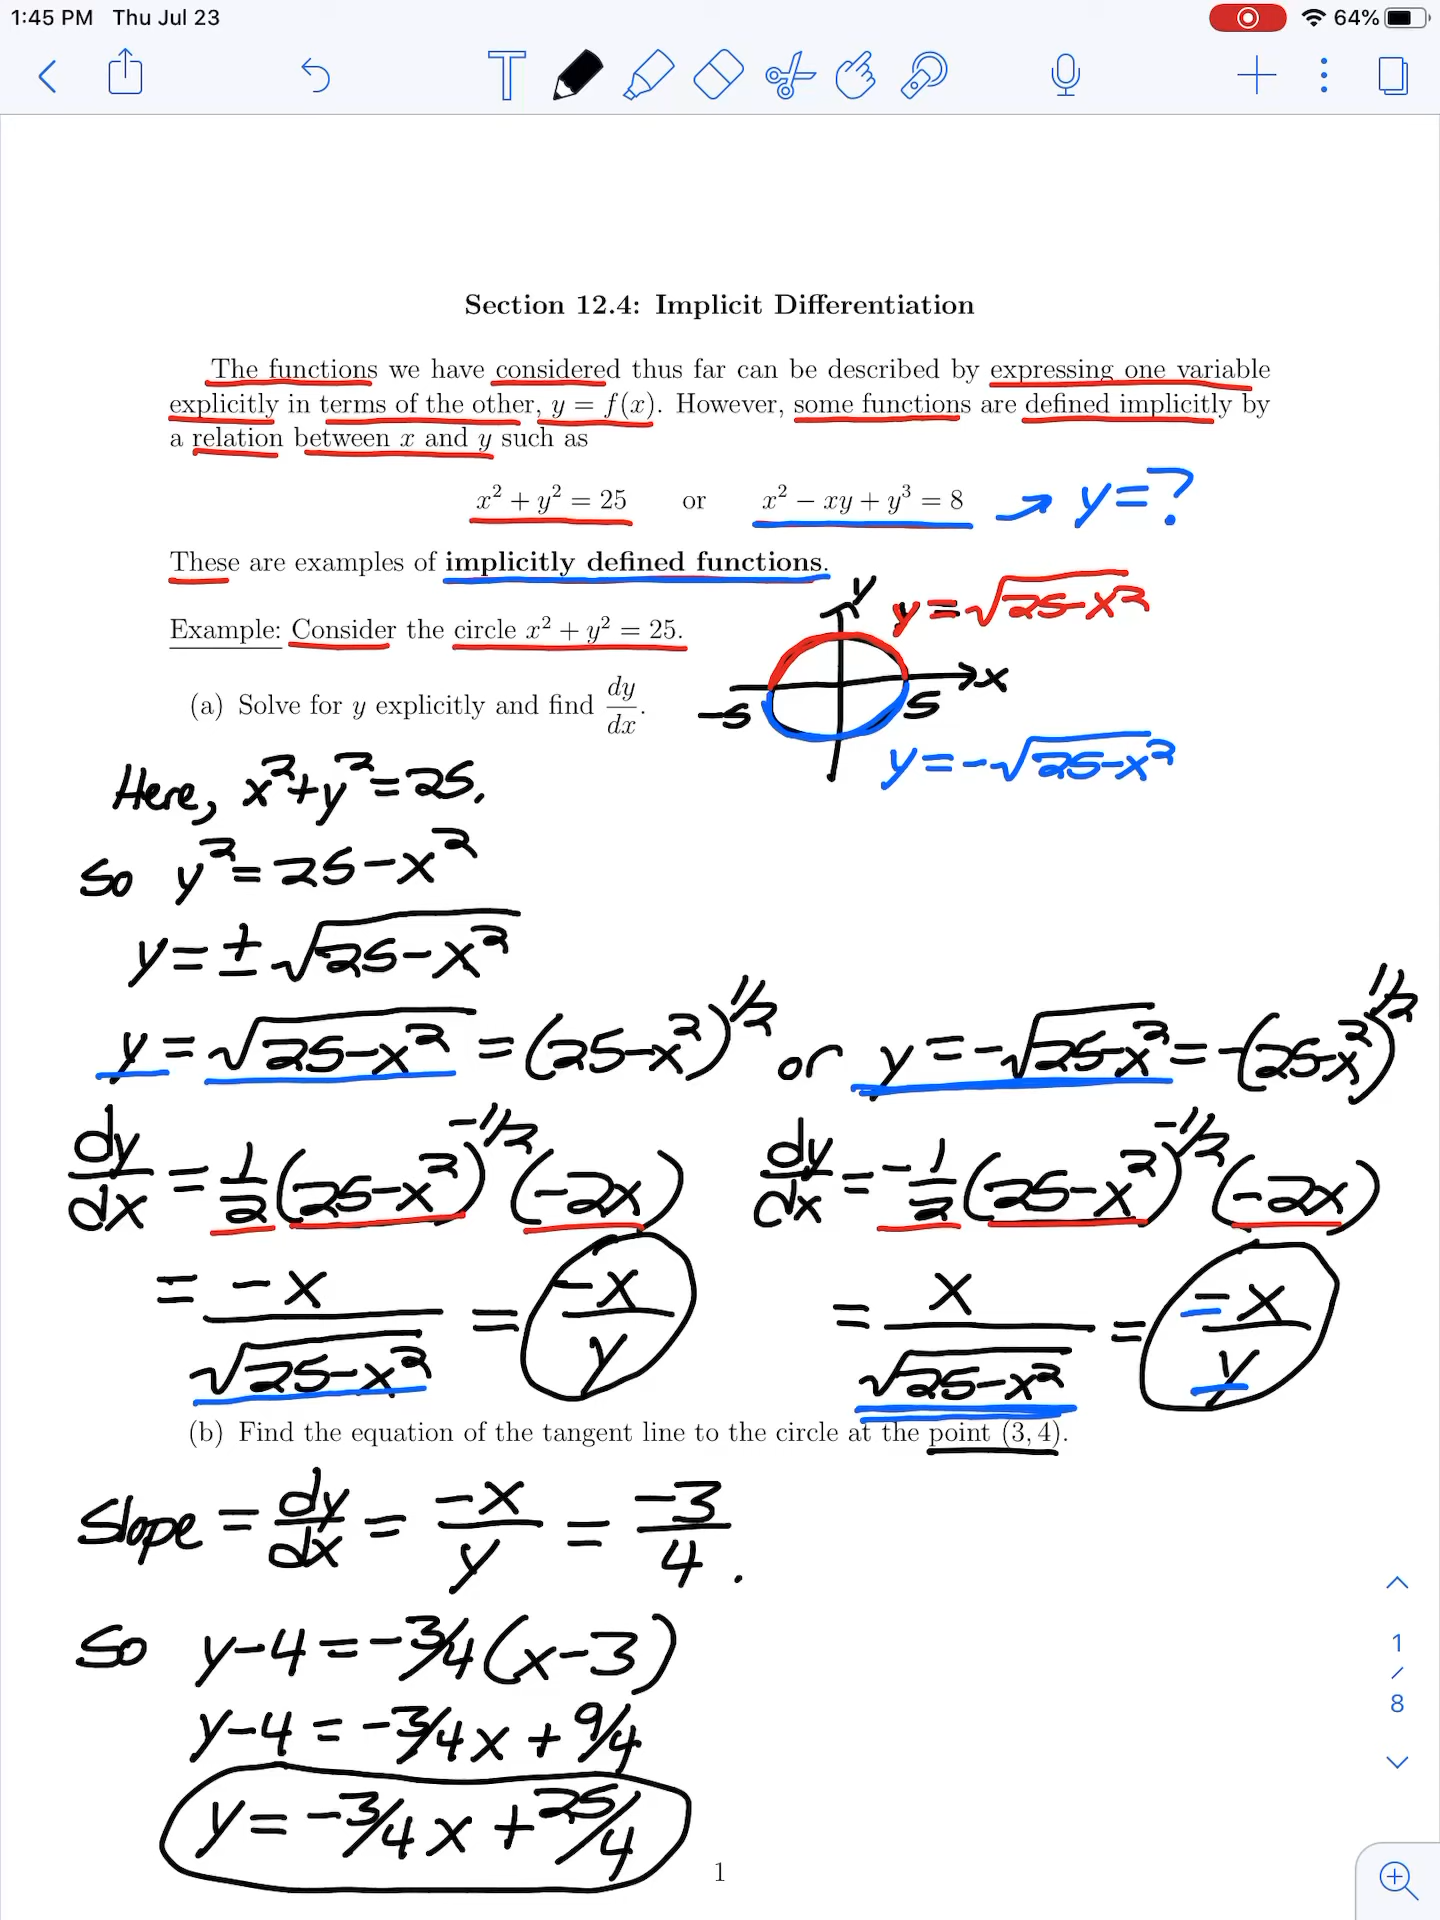 1:45 PM Thu Jul 23 64%
T
Section 12.4: Implicit Differentiation
The functions we have considered thus far can be described by expressing one variable
explicitly in terms of the other, y = f(x). However, some functions are defined implicitly by
a relation between x and y such as
x² + y² = 25 or x² − xy + y³ = 8 → y=?
These are examples of implicitly defined functions.
y y=√(25-x²)
Example: Consider the circle x² + y² = 25.
x
-5 5
(a) Solve for y explicitly and find dy/dx.
y=-√(25-x²)
Here, x²+y²=25.
So y²=25-x²
y=±√(25-x²)
y=√(25-x²)=(25-x²)^1/2 or y=-√(25-x²)=-(25-x²)^1/2
dy/dx=1/2(25-x²)^-1/2(-2x) dy/dx=-1/2(25-x²)^-1/2(-2x)
=-x/√(25-x²)=-x/y =x/√(25-x²)=-x/y
(b) Find the equation of the tangent line to the circle at the point (3, 4).
Slope=dy/dx=-x/y=-3/4.
So y-4=-3/4(x-3)
y-4=-3/4x+9/4
y=-3/4x+25/4
1
/
8
1